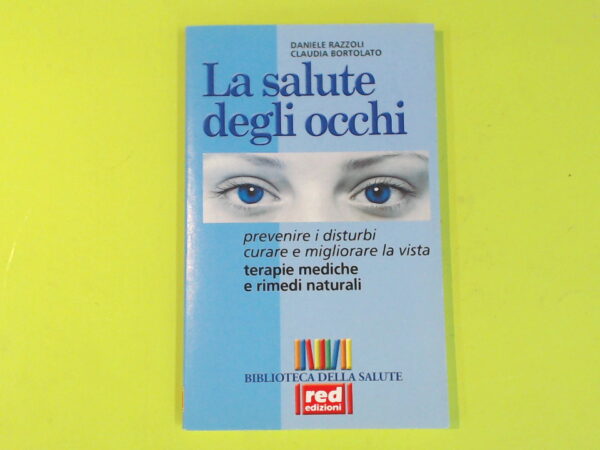 DANIELE RAZZOLI
CLAUDIA BORTOLATO
La salute
degli occhi
prevenire i disturbi
curare e migliorare la vista
terapie mediche
e rimedi naturali
BIBLIOTECA DELLA SALUTE
red
edizioni